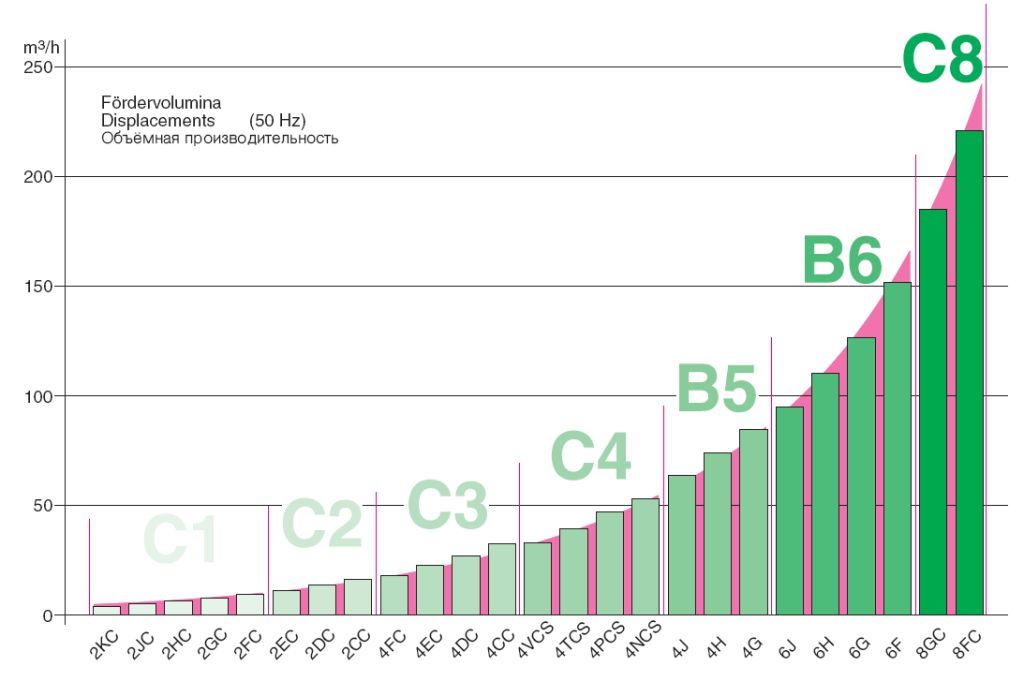 C8
m³/h
250
Fördervolumina
Displacements (50 Hz)
Объёмная производительность
200
B6
150
B5
100
C4
C3
C2
50
C1
0
2KC 2JC 2HC 2GC 2FC 2EC 2DC 2CC 4FC 4EC 4DC 4CC 4VCS 4TCS 4PCS 4NCS 4J 4H 4G 6J 6H 6G 6F 8GC 8FC